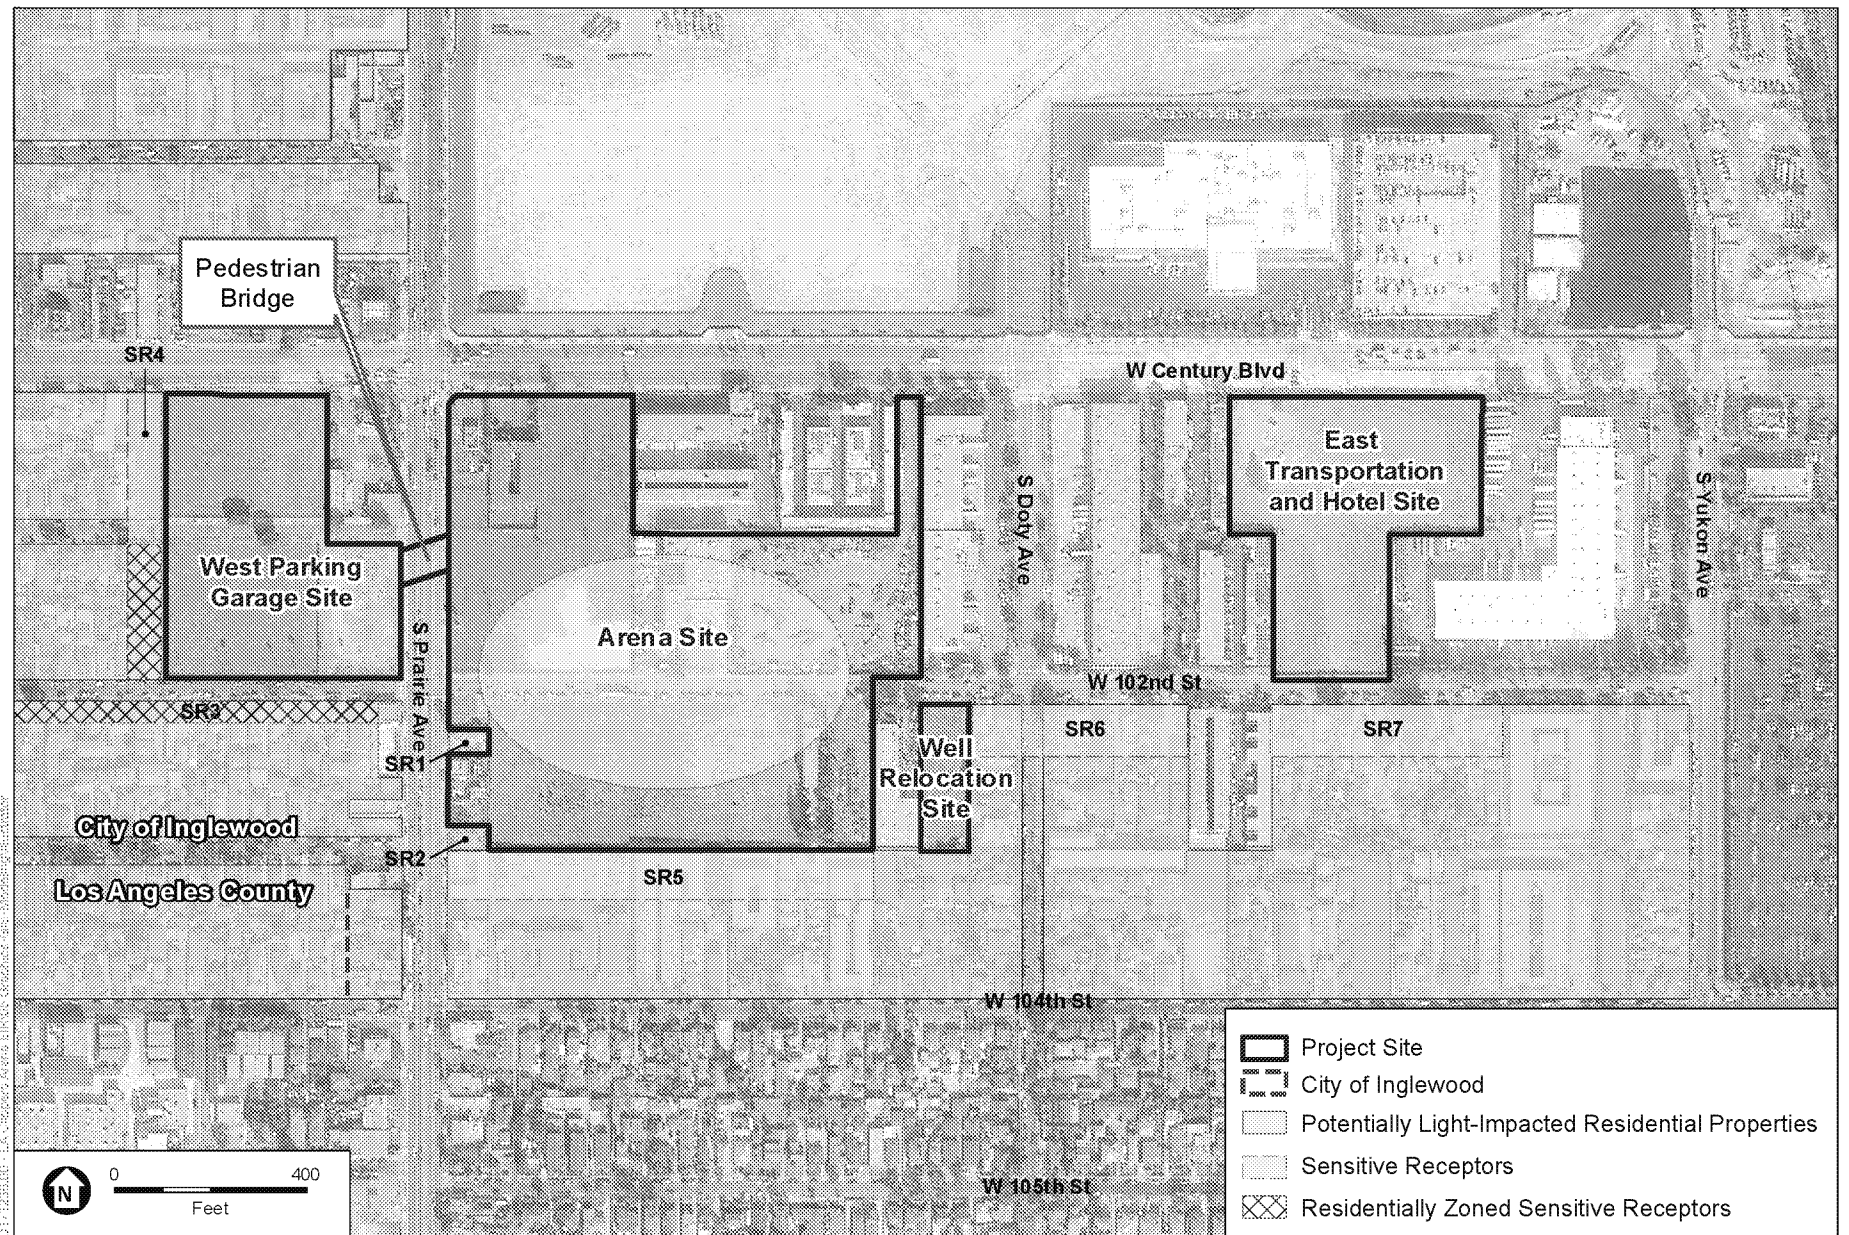 Pedestrian
Bridge
SR4
W Century Blvd
East
Transportation
and Hotel Site
S Doty Ave
S Yukon Ave
West Parking
Garage Site
Arena Site
S Prairie Ave
W 102nd St
SR3
SR6
SR7
SR1
Well
Relocation
Site
City of Inglewood
SR2
Los Angeles County
SR5
W 104th St
W 105th St
N
0
400
Feet
Project Site
City of Inglewood
Potentially Light-Impacted Residential Properties
Sensitive Receptors
Residentially Zoned Sensitive Receptors